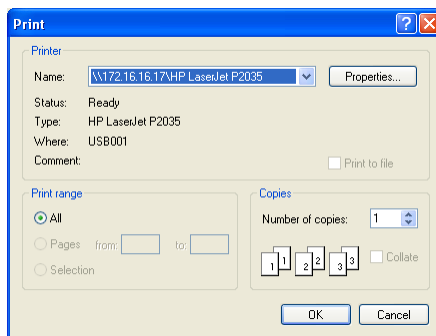 Print
Printer
Name: \\172.16.16.17\HP LaserJet P2035 Properties...
Status: Ready
Type: HP LaserJet P2035
Where: USB001
Comment: Print to file
Print range
All
Pages from: to:
Selection
Copies
Number of copies: 1
1 1 2 2 3 3 Collate
OK Cancel